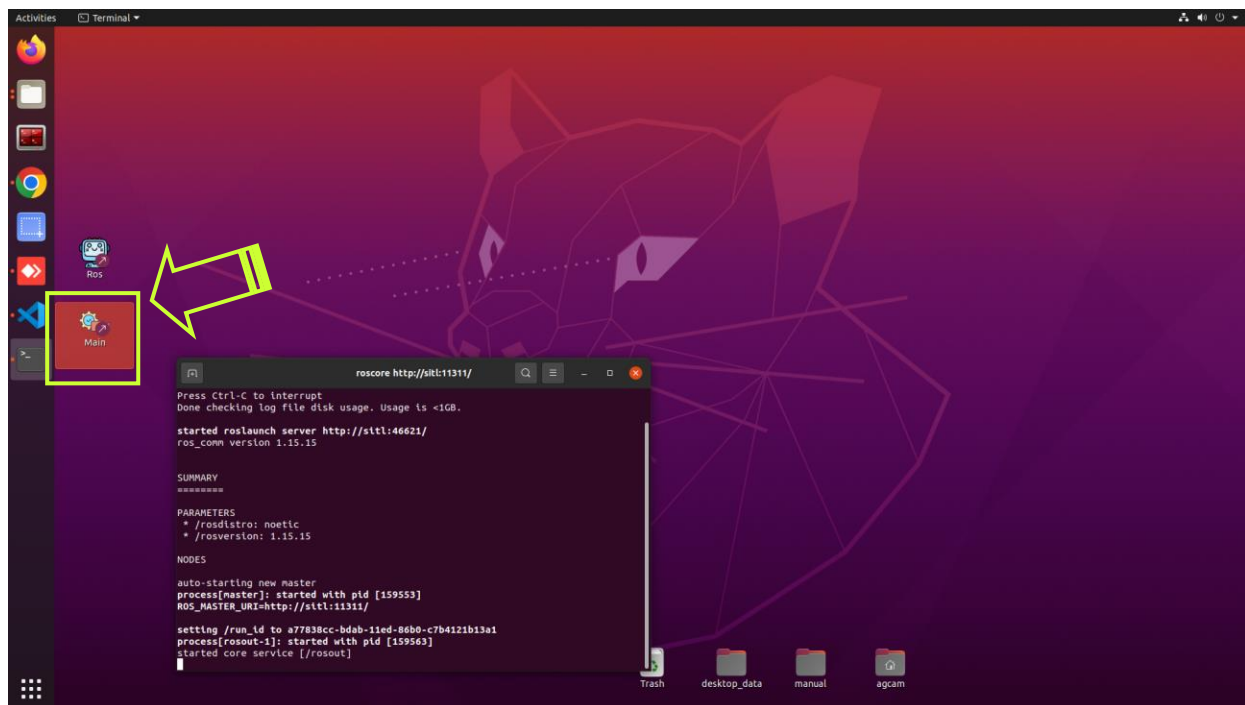 Activities
Terminal
Ros
Main
roscore http://sitl:11311/
Press Ctrl-C to interrupt
Done checking log file disk usage. Usage is <1GB.
started roslaunch server http://sitl:46621/
ros_comm version 1.15.15
SUMMARY
========
PARAMETERS
* /rosdistro: noetic
* /rosversion: 1.15.15
NODES
auto-starting new master
process[master]: started with pid [159553]
ROS_MASTER_URI=http://sitl:11311/
setting /run_id to a77838cc-bdab-11ed-86b0-c7b4121b13a1
process[rosout-1]: started with pid [159563]
started core service [/rosout]
Trash
desktop_data
manual
agcam